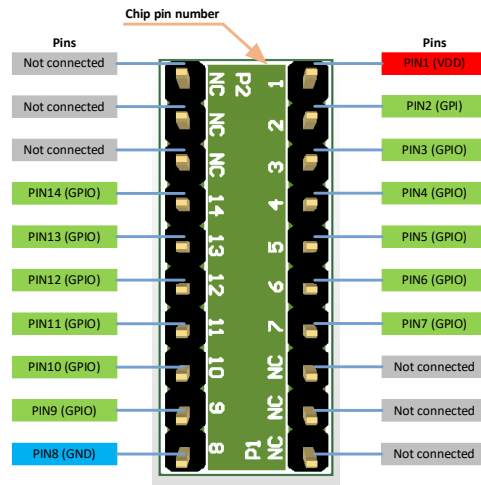 Chip pin number
Pins
Pins
Not connected
NC
P2
1
PIN1 (VDD)
Not connected
NC
2
PIN2 (GPI)
Not connected
NC
3
PIN3 (GPIO)
PIN14 (GPIO)
14
4
PIN4 (GPIO)
PIN13 (GPIO)
13
5
PIN5 (GPIO)
PIN12 (GPIO)
12
6
PIN6 (GPIO)
PIN11 (GPIO)
11
7
PIN7 (GPIO)
PIN10 (GPIO)
10
NC
Not connected
PIN9 (GPIO)
9
NC
Not connected
PIN8 (GND)
8
P1
NC
Not connected